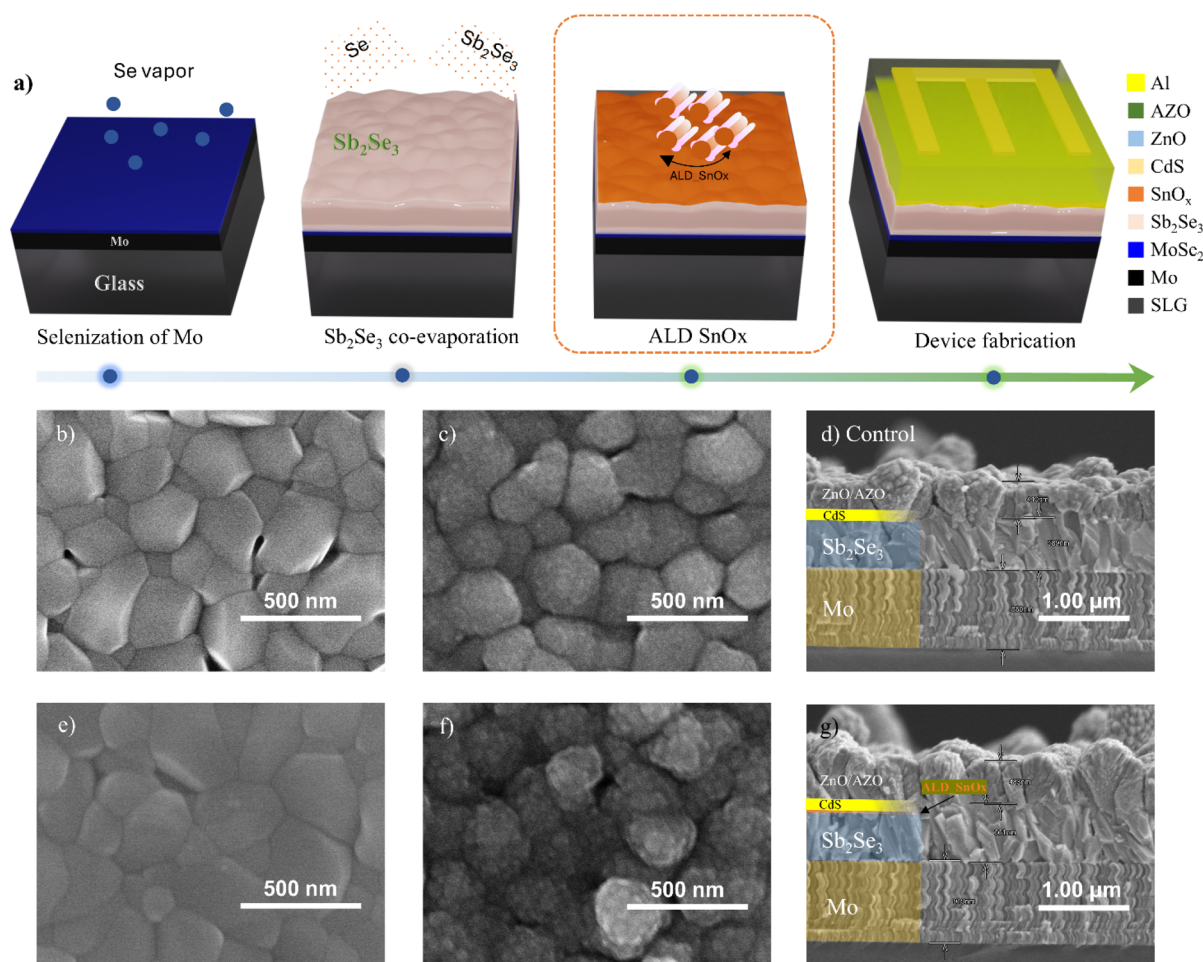 a)
Se vapor
Se
Sb₂Se₃
Sb₂Se₃
ALD_SnOx
Mo
Glass
Al
AZO
ZnO
CdS
SnOₓ
Sb₂Se₃
MoSe₂
Mo
SLG
Selenization of Mo
Sb₂Se₃ co-evaporation
ALD SnOx
Device fabrication
b)
500 nm
c)
500 nm
d) Control
ZnO/AZO
CdS
Sb₂Se₃
Mo
1.00 µm
e)
500 nm
f)
500 nm
g)
ZnO/AZO
ALD_SnOx
CdS
Sb₂Se₃
Mo
1.00 µm